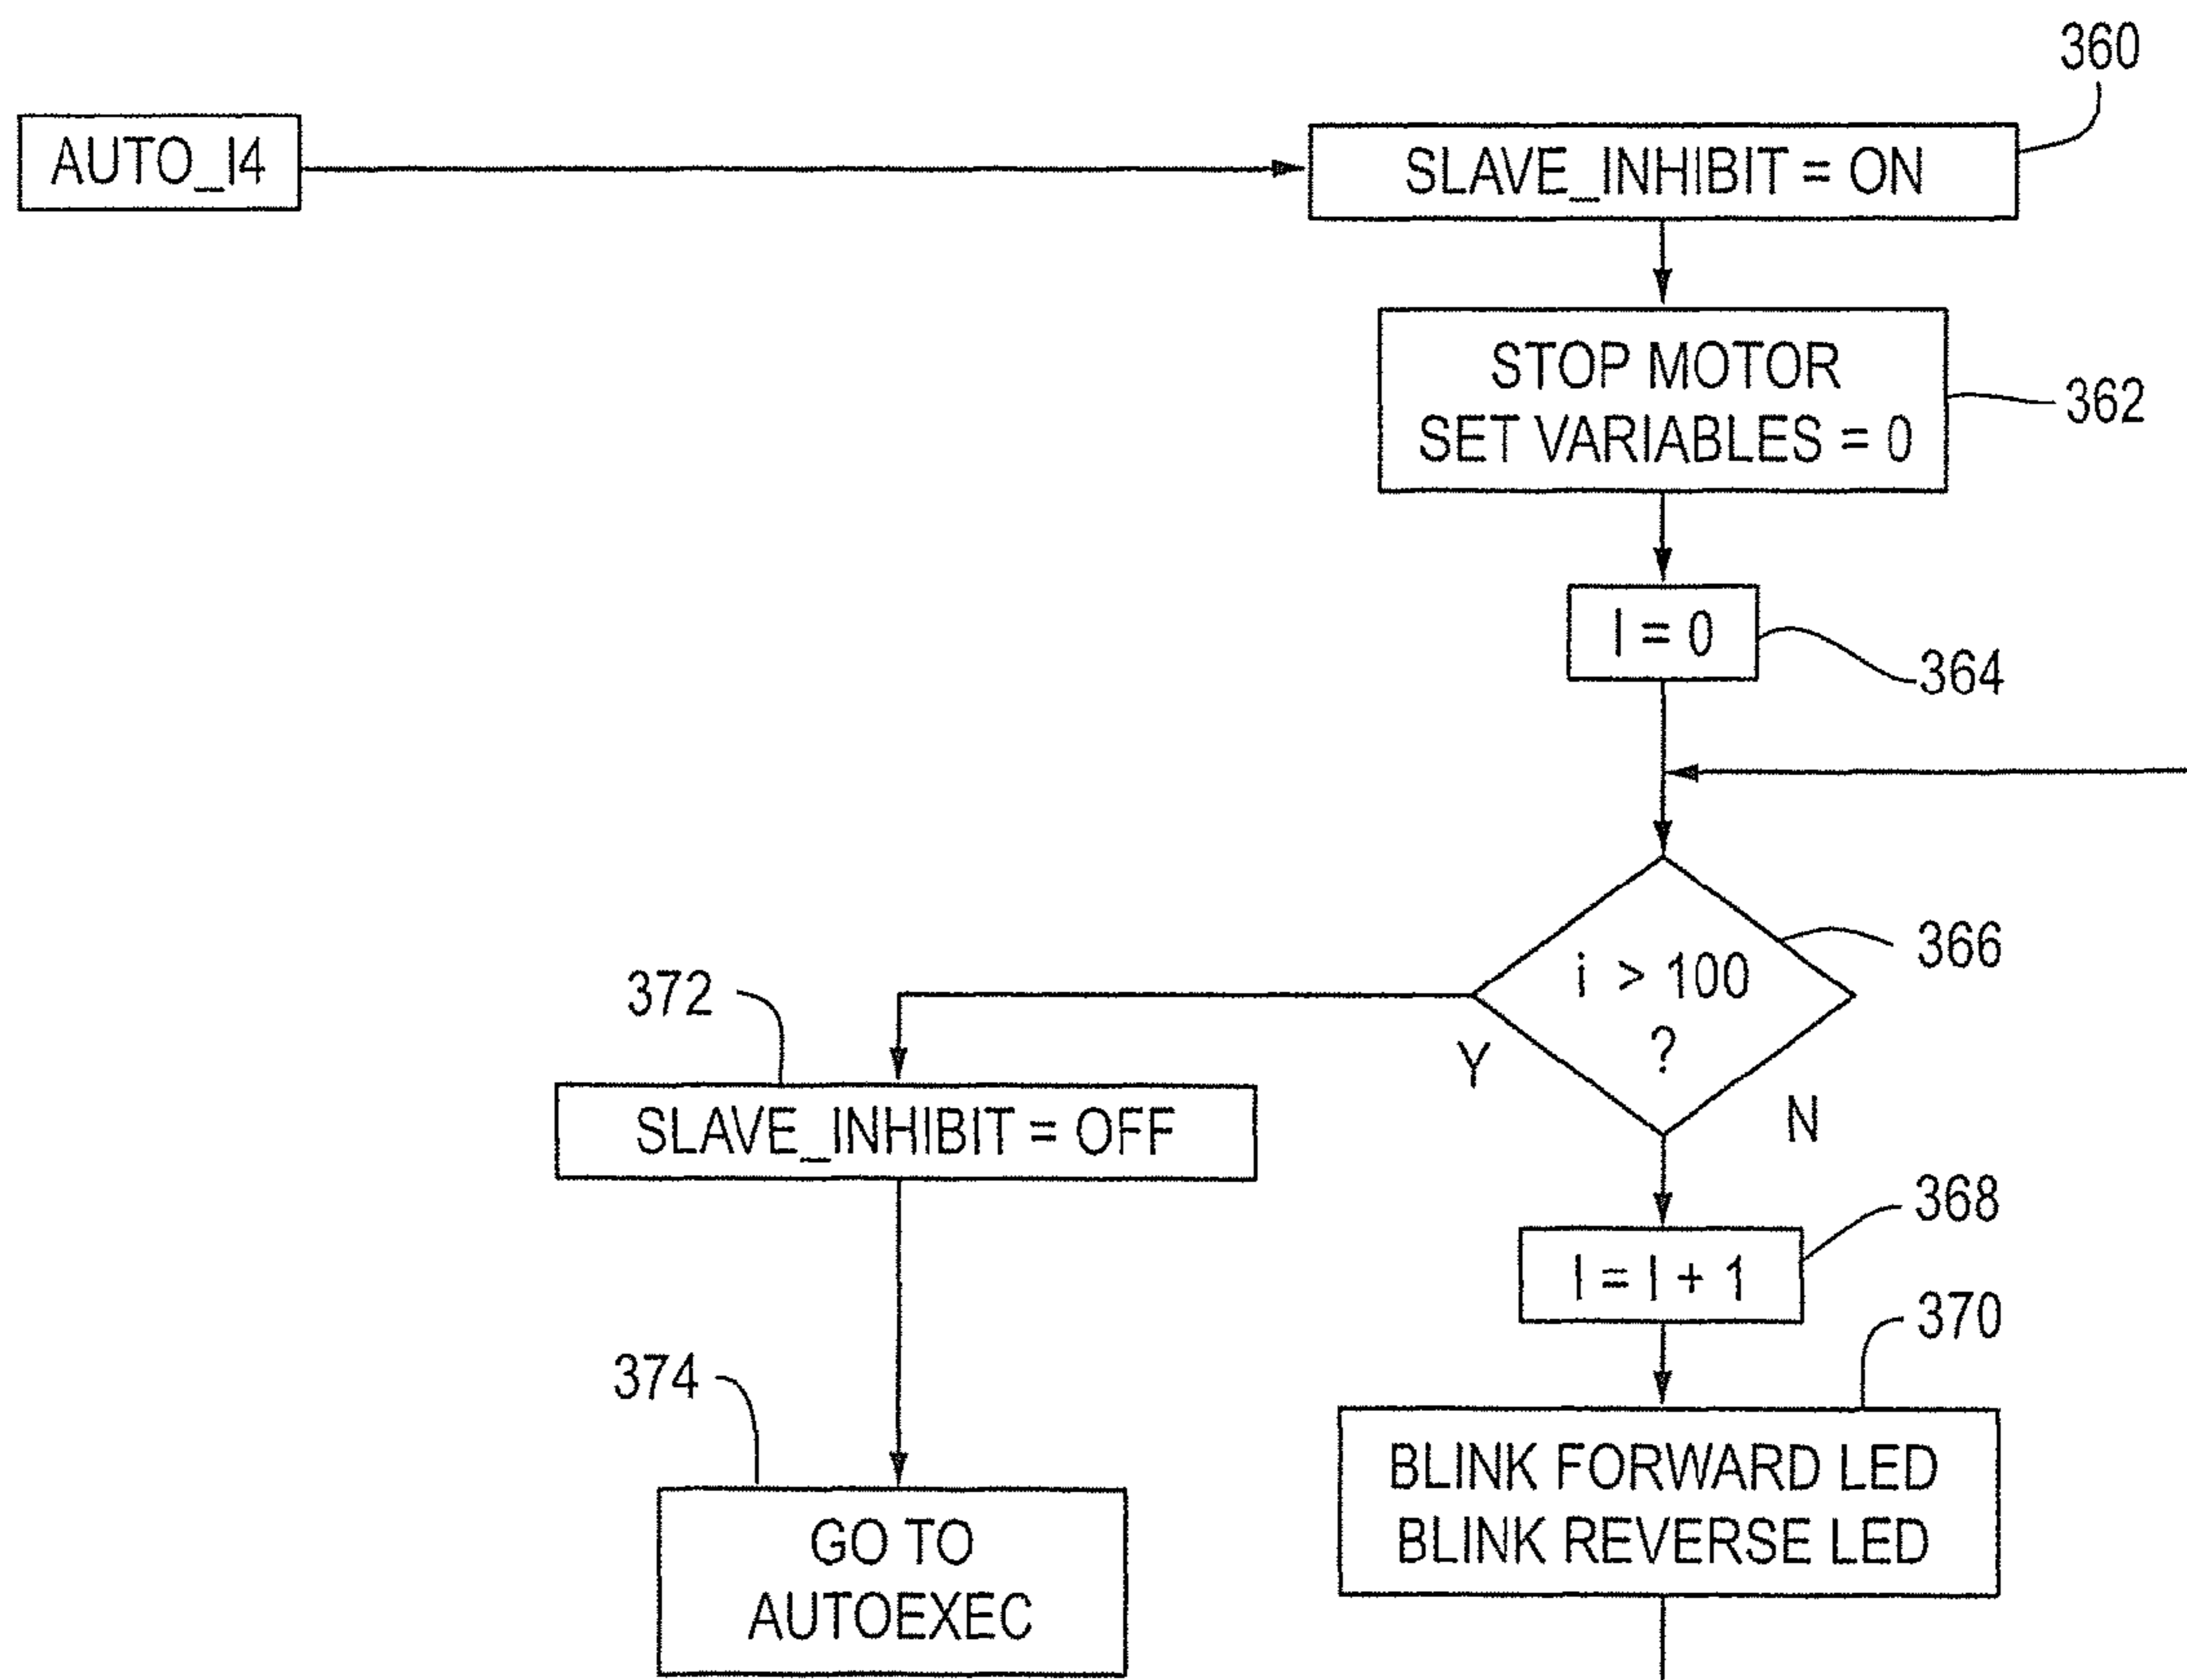 360
AUTO_I4
SLAVE_INHIBIT = ON
STOP MOTOR
SET VARIABLES = 0
362
I = 0
364
i > 100
?
366
372
Y
N
SLAVE_INHIBIT = OFF
368
I = I + 1
370
374
BLINK FORWARD LED
BLINK REVERSE LED
GO TO
AUTOEXEC